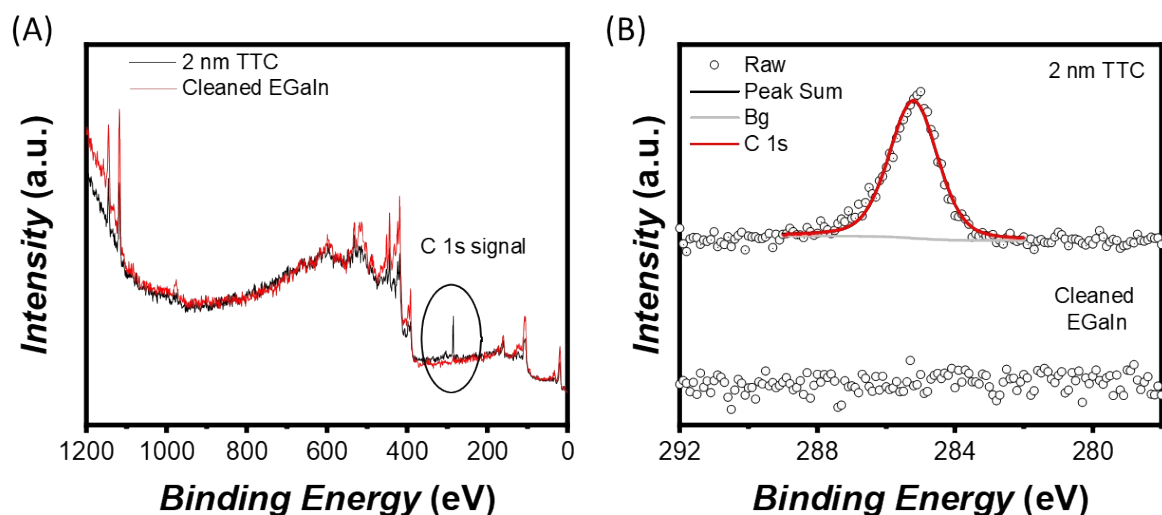 (A)
2 nm TTC
Cleaned EGaIn
C 1s signal
Intensity (a.u.)
1200 1000 800 600 400 200 0
Binding Energy (eV)
(B)
Raw
Peak Sum
Bg
C 1s
2 nm TTC
Cleaned
EGaIn
Intensity (a.u.)
292 288 284 280
Binding Energy (eV)